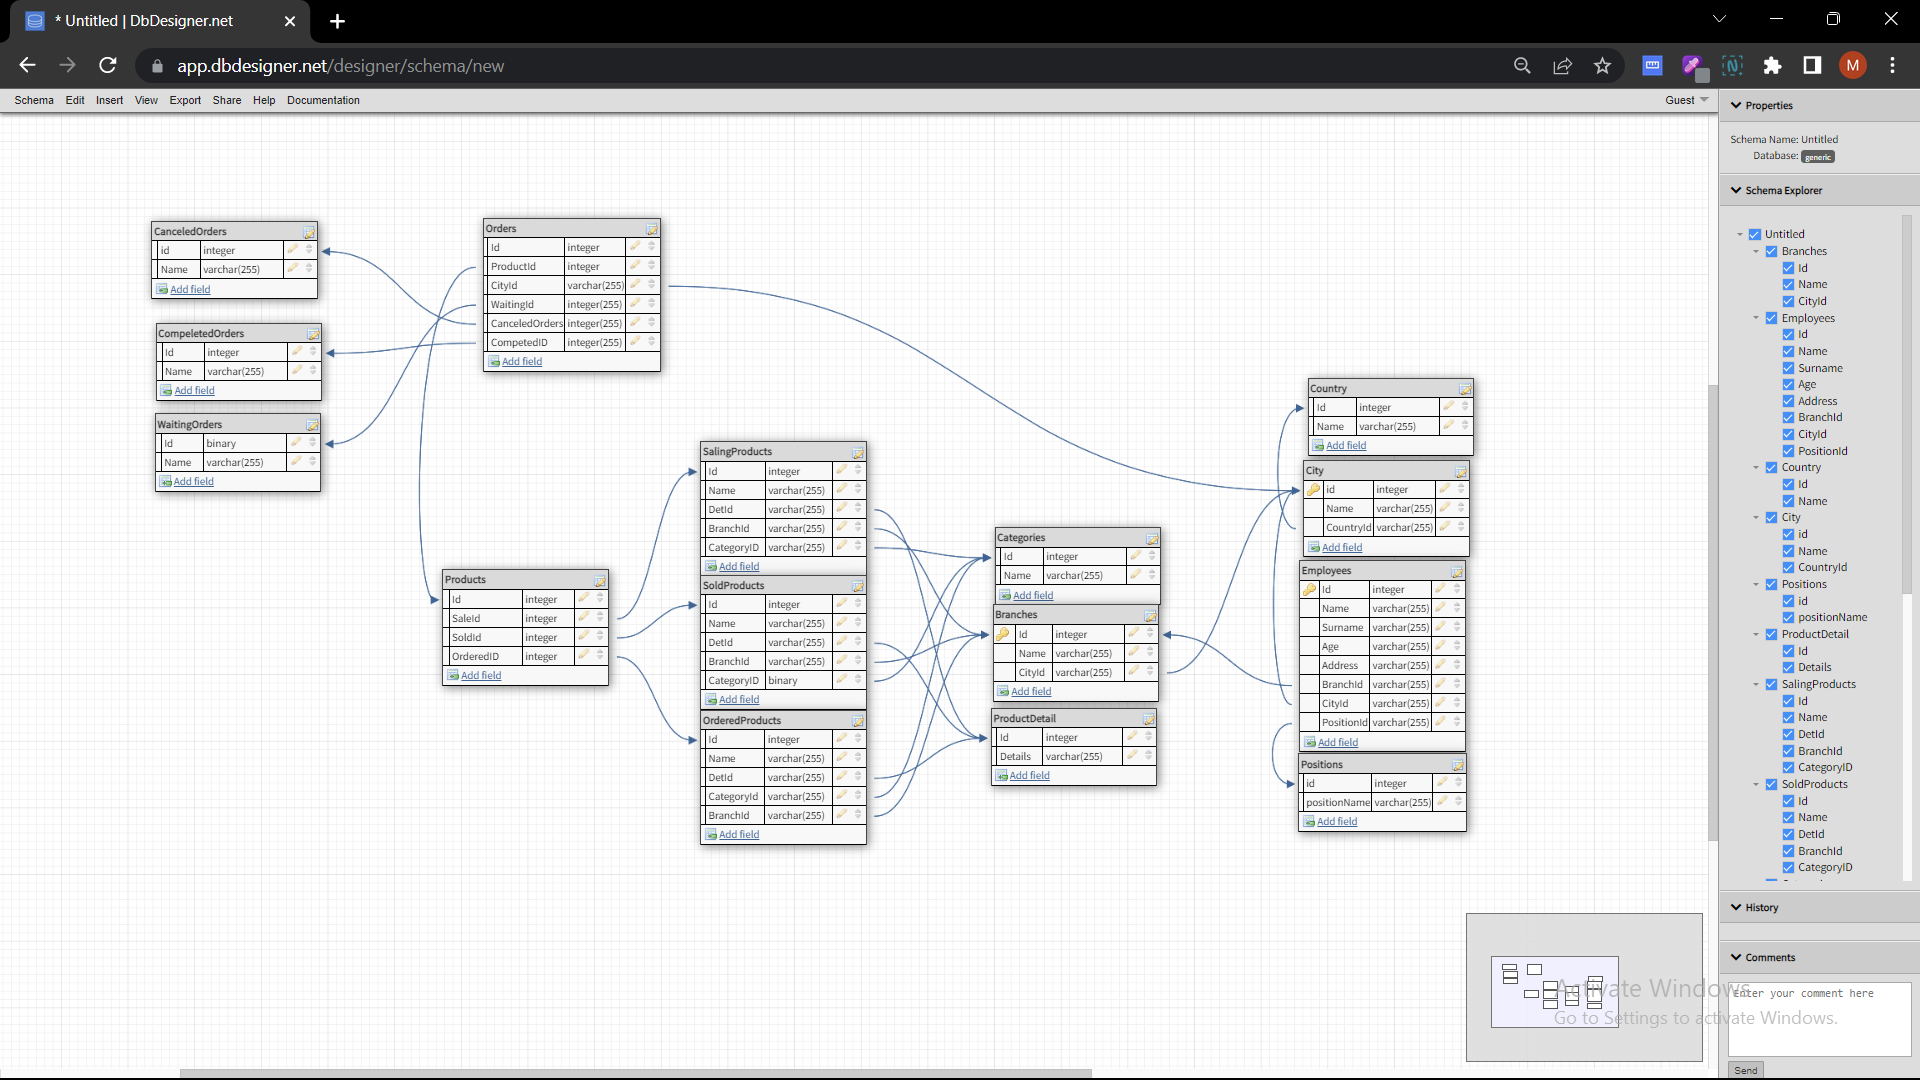 * Untitled | DbDesigner.net
app.dbdesigner.net/designer/schema/new
M
Schema Edit Insert View Export Share Help Documentation
Guest
CanceledOrders
id integer
Name varchar(255)
Add field
CompeletedOrders
Id integer
Name varchar(255)
Add field
WaitingOrders
Id binary
Name varchar(255)
Add field
Orders
Id integer
ProductId integer
CityId varchar(255)
WaitingId integer(255)
CanceledOrders integer(255)
CompetedID integer(255)
Add field
Products
Id integer
SaleId integer
SoldId integer
OrderedID integer
Add field
SalingProducts
Id integer
Name varchar(255)
DetId varchar(255)
BranchId varchar(255)
CategoryID varchar(255)
Add field
SoldProducts
Id integer
Name varchar(255)
DetId varchar(255)
BranchId varchar(255)
CategoryID binary
Add field
OrderedProducts
Id integer
Name varchar(255)
DetId varchar(255)
CategoryId varchar(255)
BranchId varchar(255)
Add field
Categories
Id integer
Name varchar(255)
Add field
Branches
Id integer
Name varchar(255)
CityId varchar(255)
Add field
ProductDetail
Id integer
Details varchar(255)
Add field
Country
Id integer
Name varchar(255)
Add field
City
id integer
Name varchar(255)
CountryId varchar(255)
Add field
Employees
Id integer
Name varchar(255)
Surname varchar(255)
Age varchar(255)
Address varchar(255)
BranchId varchar(255)
CityId varchar(255)
PositionId varchar(255)
Add field
Positions
id integer
positionName varchar(255)
Add field
Properties
Schema Name: Untitled
Database: generic
Schema Explorer
Untitled
Branches
Id
Name
CityId
Employees
Id
Name
Surname
Age
Address
BranchId
CityId
PositionId
Country
Id
Name
City
id
Name
CountryId
Positions
id
positionName
ProductDetail
Id
Details
SalingProducts
Id
Name
DetId
BranchId
CategoryID
SoldProducts
Id
Name
DetId
BranchId
CategoryID
History
Comments
Enter your comment here
Send
Activate Windows
Go to Settings to activate Windows.